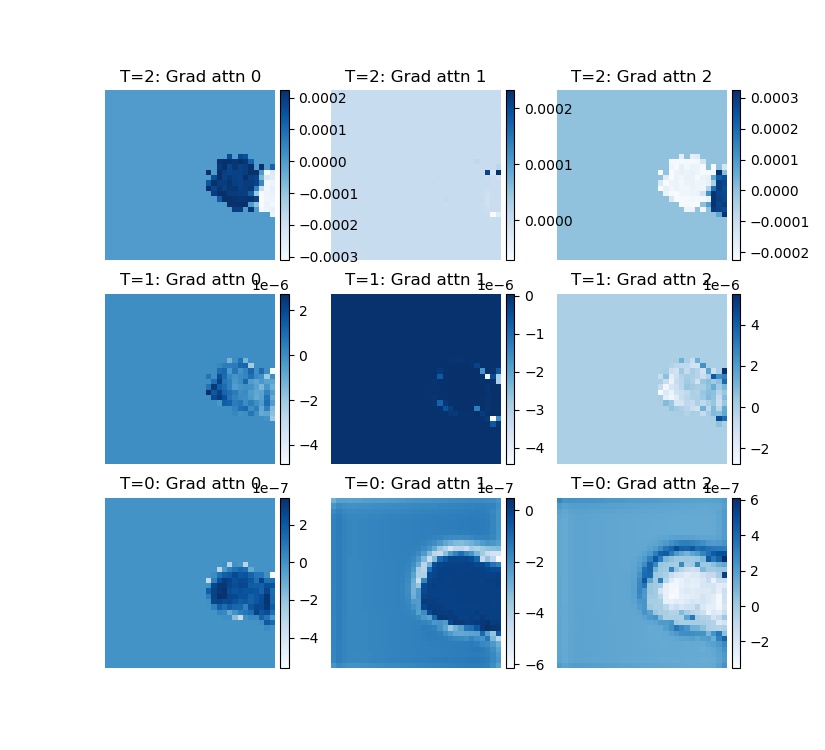 T=2: Grad attn 0
T=2: Grad attn 1
T=2: Grad attn 2
0.0002
0.0001
0.0000
−0.0001
−0.0002
−0.0003
0.0002
0.0001
0.0000
0.0003
0.0002
0.0001
0.0000
−0.0001
−0.0002
T=1: Grad attn 0
1e−6
T=1: Grad attn 1
1e−6
T=1: Grad attn 2
1e−6
2
0
−2
−4
0
−1
−2
−3
−4
4
2
0
−2
T=0: Grad attn 0
1e−7
T=0: Grad attn 1
1e−7
T=0: Grad attn 2
1e−7
2
0
−2
−4
0
−2
−4
−6
6
4
2
0
−2